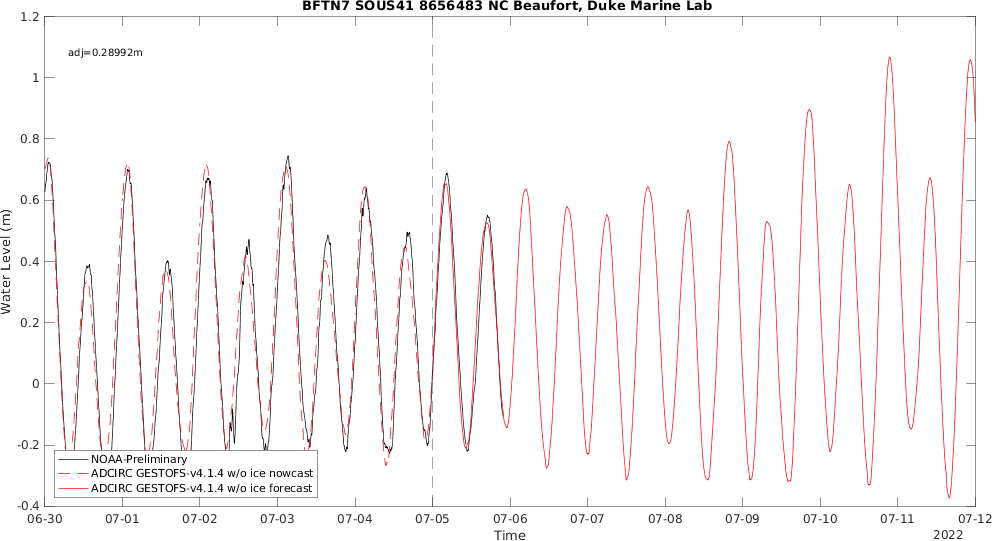 BFTN7 SOUS41 8656483 NC Beaufort, Duke Marine Lab
1.2
adj=0.28992m
1
0.8
0.6
0.4
0.2
0
-0.2
-0.4
Water Level (m)
NOAA-Preliminary
ADCIRC GESTOFS-v4.1.4 w/o ice nowcast
ADCIRC GESTOFS-v4.1.4 w/o ice forecast
06-30 07-01 07-02 07-03 07-04 07-05 07-06 07-07 07-08 07-09 07-10 07-11 07-12
Time
2022